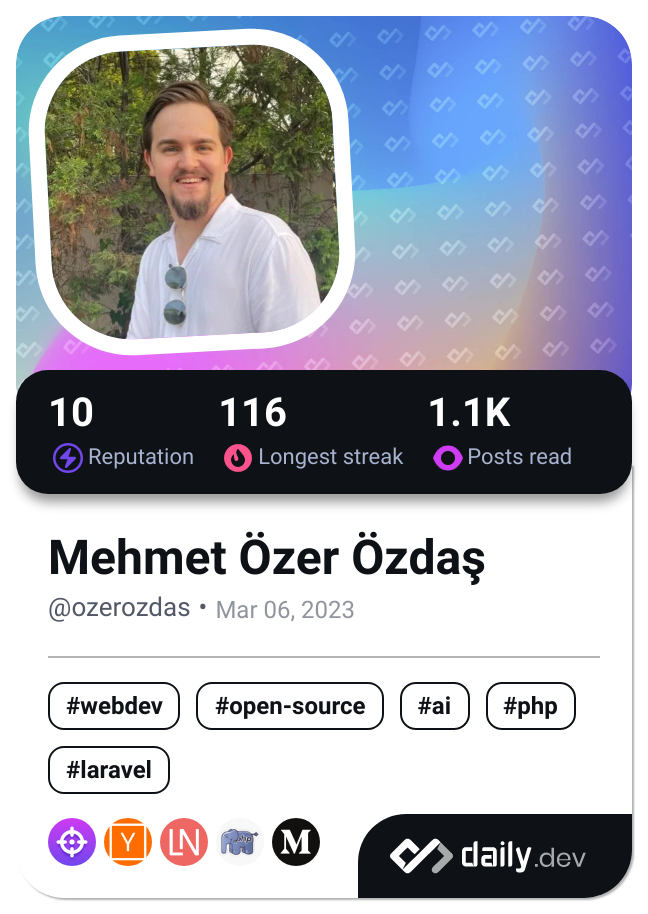 10 116 1.1K
Reputation Longest streak Posts read
Mehmet Özer Özdaş
@ozerozdas • Mar 06, 2023
#webdev #open-source #ai #php
#laravel
Y LN php M
daily.dev